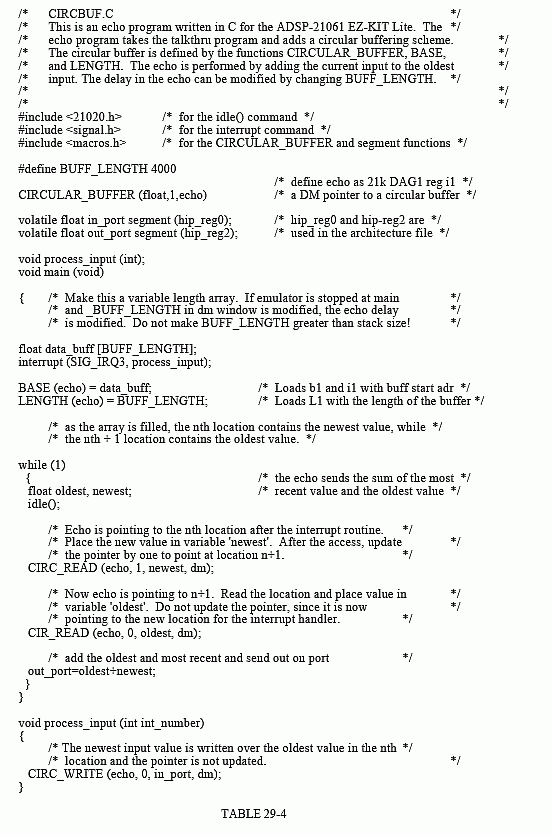 /* CIRCBUF.C */
/* This is an echo program written in C for the ADSP-21061 EZ-KIT Lite. The */
/* echo program takes the talkthru program and adds a circular buffering scheme. */
/* The circular buffer is defined by the functions CIRCULAR_BUFFER, BASE, */
/* and LENGTH. The echo is performed by adding the current input to the oldest */
/* input. The delay in the echo can be modified by changing BUFF_LENGTH. */
/* */
/* */
#include <21020.h> /* for the idle() command */
#include <signal.h> /* for the interrupt command */
#include <macros.h> /* for the CIRCULAR_BUFFER and segment functions */
#define BUFF_LENGTH 4000
/* define echo as 21k DAG1 reg i1 */
CIRCULAR_BUFFER (float,1,echo) /* a DM pointer to a circular buffer */
volatile float in_port segment (hip_reg0); /* hip_reg0 and hip-reg2 are */
volatile float out_port segment (hip_reg2); /* used in the architecture file */
void process_input (int);
void main (void)
{ /* Make this a variable length array. If emulator is stopped at main */
/* and _BUFF_LENGTH in dm window is modified, the echo delay */
/* is modified. Do not make BUFF_LENGTH greater than stack size! */
float data_buff [BUFF_LENGTH];
interrupt (SIG_IRQ3, process_input);
BASE (echo) = data_buff; /* Loads b1 and i1 with buff start adr */
LENGTH (echo) = BUFF_LENGTH; /* Loads L1 with the length of the buffer */
/* as the array is filled, the nth location contains the newest value, while */
/* the nth + 1 location contains the oldest value. */
while (1)
{ /* the echo sends the sum of the most */
float oldest, newest; /* recent value and the oldest value */
idle();
/* Echo is pointing to the nth location after the interrupt routine. */
/* Place the new value in variable 'newest'. After the access, update */
/* the pointer by one to point at location n+1. */
CIRC_READ (echo, 1, newest, dm);
/* Now echo is pointing to n+1. Read the location and place value in */
/* variable 'oldest'. Do not update the pointer, since it is now */
/* pointing to the new location for the interrupt handler. */
CIR_READ (echo, 0, oldest, dm);
/* add the oldest and most recent and send out on port */
out_port=oldest+newest;
}
}
void process_input (int int_number)
{
/* The newest input value is written over the oldest value in the nth */
/* location and the pointer is not updated. */
CIRC_WRITE (echo, 0, in_port, dm);
}
TABLE 29-4